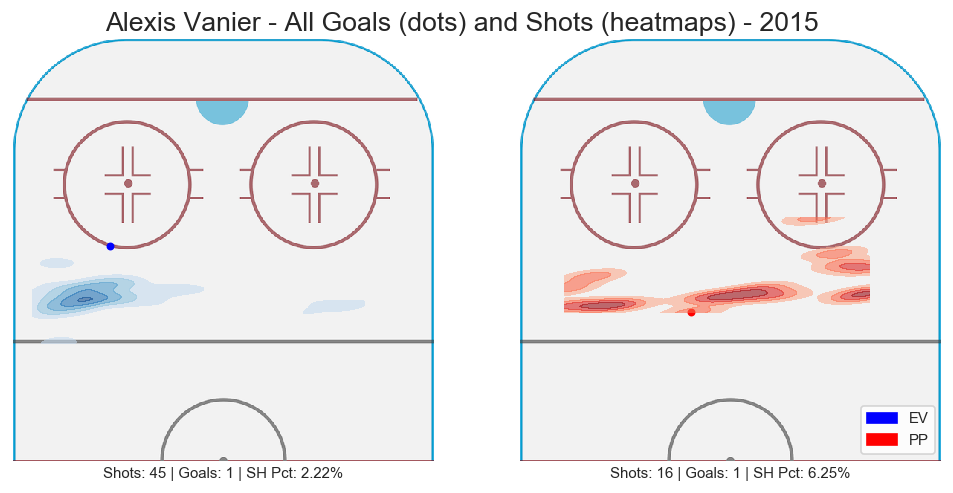 Alexis Vanier - All Goals (dots) and Shots (heatmaps) - 2015
EV
PP
Shots: 45 | Goals: 1 | SH Pct: 2.22%
Shots: 16 | Goals: 1 | SH Pct: 6.25%